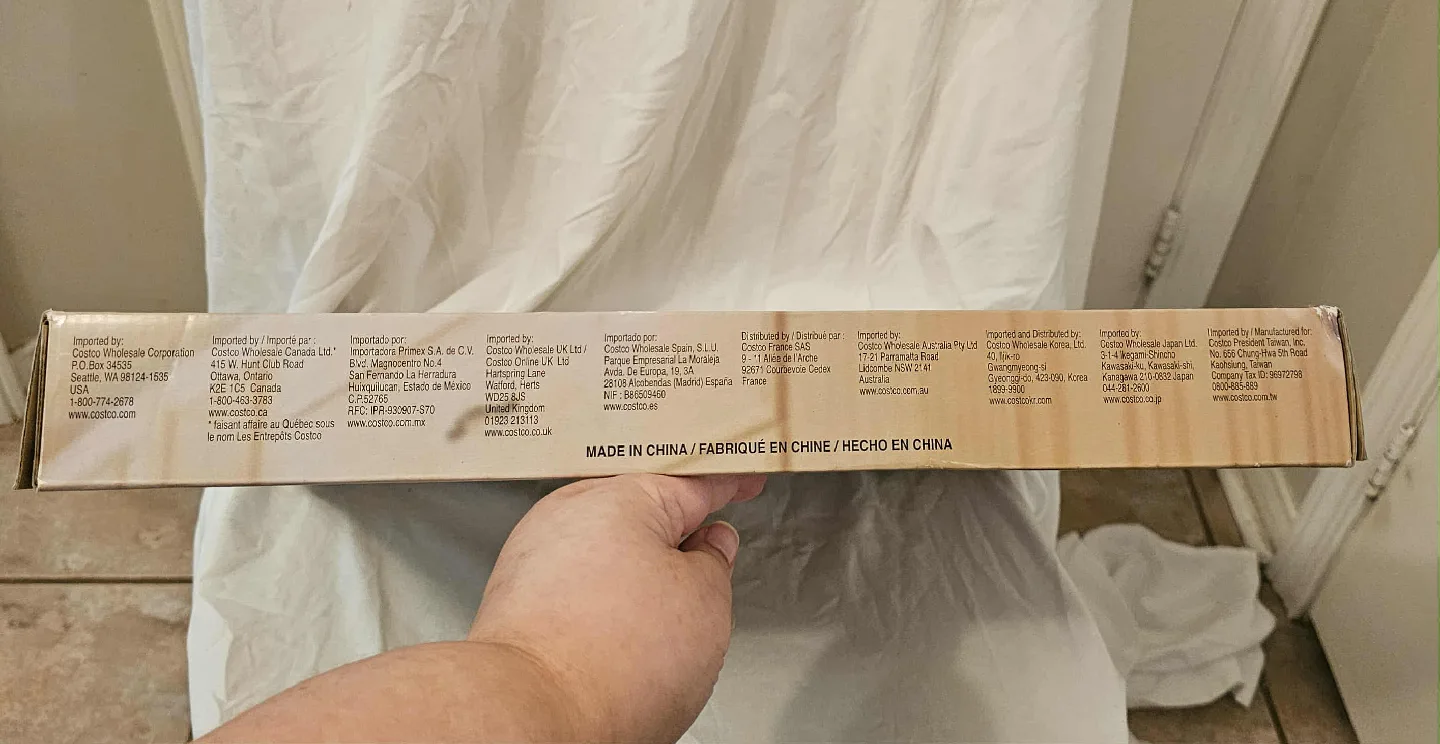 Imported by:
Costco Wholesale Corporation
P.O.Box 34535
Seattle, WA 98124-1535
USA
1-800-774-2678
www.costco.com
Imported by / Importé par :
Costco Wholesale Canada Ltd.*
415 W. Hunt Club Road
Ottawa, Ontario
K2E 1C5 Canada
1-800-463-3783
www.costco.ca
* faisant affaire au Québec sous
le nom Les Entrepôts Costco
Importado por:
Importadora Primex S.A. de C.V.
Blvd. Magnocentro No.4
San Fernando La Herradura
Huixquilucan, Estado de México
C.P.52765
RFC: IPR-930907-S70
www.costco.com.mx
Imported by:
Costco Wholesale UK Ltd /
Costco Online UK Ltd
Hartspring Lane
Watford, Herts
WD25 8JS
United Kingdom
01923 213113
www.costco.co.uk
Importado por:
Costco Wholesale Spain, S.L.U.
Parque Empresarial La Moraleja
Avda. De Europa, 19, 3A
28108 Alcobendas (Madrid) España
NIF : B86509460
www.costco.es
Distributed by / Distribué par :
Costco France SAS
9 - 11 Allée de l'Arche
92671 Courbevoie Cedex
France
Imported by:
Costco Wholesale Australia Pty Ltd
17-21 Parramatta Road
Lidcombe NSW 2141
Australia
www.costco.com.au
Imported and Distributed by:
Costco Wholesale Korea, Ltd.
40, Iljik-ro
Gwangmyeong-si
Gyeonggi-do, 423-090, Korea
1899-9900
www.costcokr.com
Imported by:
Costco Wholesale Japan Ltd.
3-1-4 Ikegami-Shincho
Kawasaki-ku, Kawasaki-shi,
Kanagawa 210-0832 Japan
044-281-2600
www.costco.co.jp
Imported by / Manufactured for:
Costco President Taiwan, Inc.
No. 656 Chung-Hwa 5th Road
Kaohsiung, Taiwan
Company Tax ID: 96972798
0800-885-889
www.costco.com.tw
MADE IN CHINA / FABRIQUÉ EN CHINE / HECHO EN CHINA